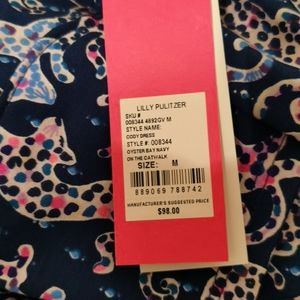 LILLY PULITZER
SKU #
008344 4692GV M
STYLE NAME:
CODY DRESS
STYLE #: 008344
OYSTER BAY NAVY
ON THE CATWALK
SIZE: M
889069 788742
MANUFACTURER'S SUGGESTED PRICE
$98.00